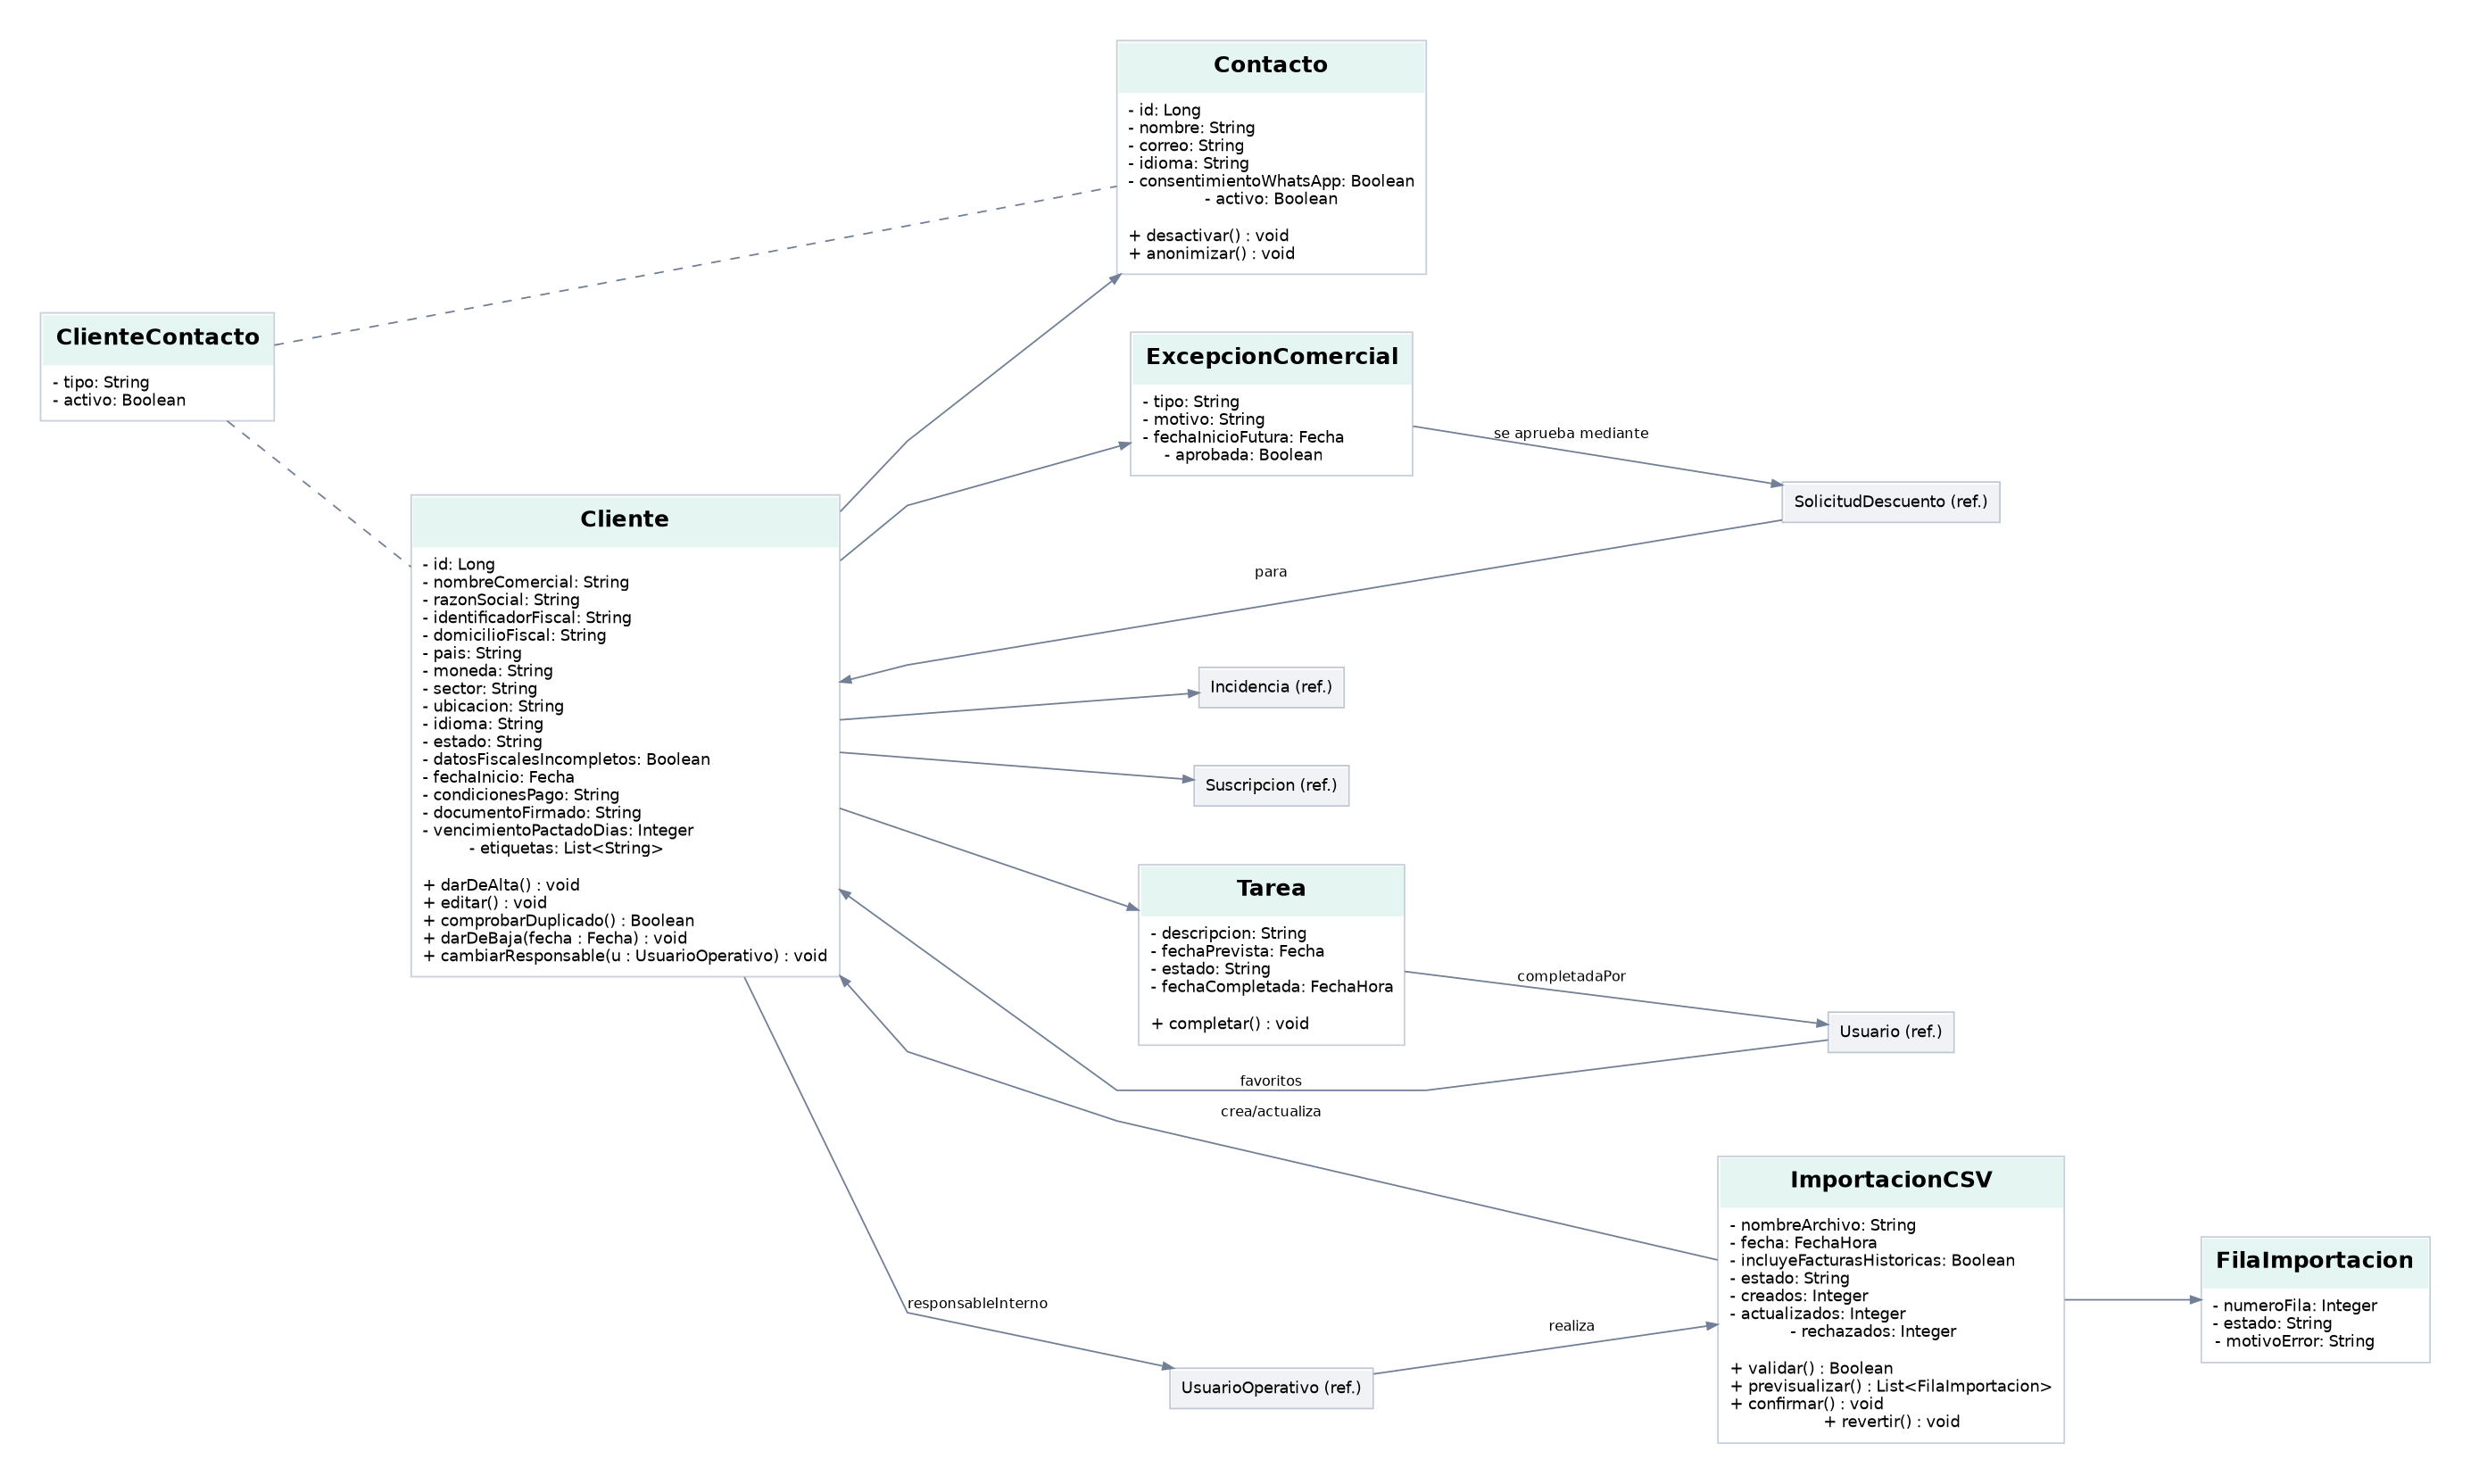 Contacto
- id: Long
- nombre: String
- correo: String
- idioma: String
- consentimientoWhatsApp: Boolean
- activo: Boolean
+ desactivar() : void
+ anonimizar() : void
ClienteContacto
- tipo: String
- activo: Boolean
ExcepcionComercial
- tipo: String
- motivo: String
- fechaInicioFutura: Fecha
- aprobada: Boolean
se aprueba mediante
SolicitudDescuento (ref.)
para
Cliente
- id: Long
- nombreComercial: String
- razonSocial: String
- identificadorFiscal: String
- domicilioFiscal: String
- pais: String
- moneda: String
- sector: String
- ubicacion: String
- idioma: String
- estado: String
- datosFiscalesIncompletos: Boolean
- fechaInicio: Fecha
- condicionesPago: String
- documentoFirmado: String
- vencimientoPactadoDias: Integer
- etiquetas: List<String>
+ darDeAlta() : void
+ editar() : void
+ comprobarDuplicado() : Boolean
+ darDeBaja(fecha : Fecha) : void
+ cambiarResponsable(u : UsuarioOperativo) : void
Incidencia (ref.)
Suscripcion (ref.)
Tarea
- descripcion: String
- fechaPrevista: Fecha
- estado: String
- fechaCompletada: FechaHora
+ completar() : void
completadaPor
Usuario (ref.)
favoritos
crea/actualiza
ImportacionCSV
- nombreArchivo: String
- fecha: FechaHora
- incluyeFacturasHistoricas: Boolean
- estado: String
- creados: Integer
- actualizados: Integer
- rechazados: Integer
+ validar() : Boolean
+ previsualizar() : List<FilaImportacion>
+ confirmar() : void
+ revertir() : void
FilaImportacion
- numeroFila: Integer
- estado: String
- motivoError: String
responsableInterno
realiza
UsuarioOperativo (ref.)